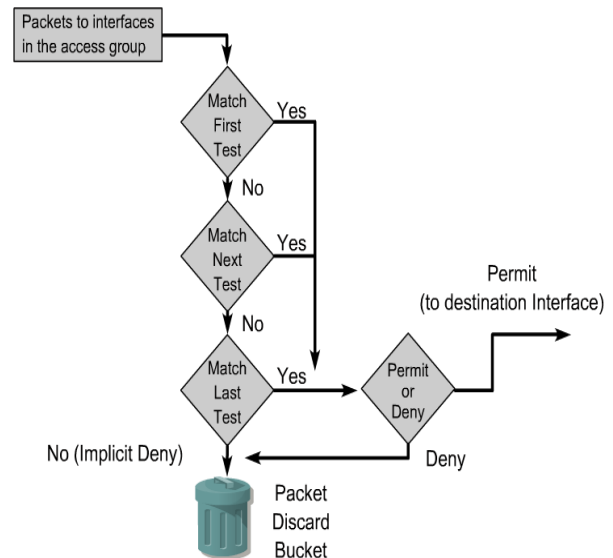 Packets to interfaces
in the access group
Match
First
Test
Yes
No
Match
Next
Test
Yes
No
Match
Last
Test
Yes
Permit
or
Deny
Permit
(to destination Interface)
No (Implicit Deny)
Deny
Packet
Discard
Bucket